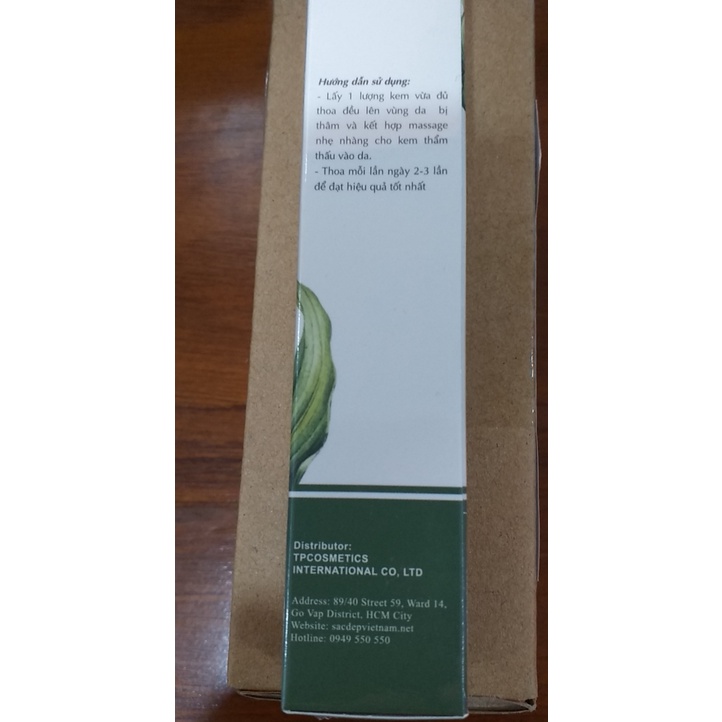 Hướng dẫn sử dụng:
- Lấy 1 lượng kem vừa đủ
thoa đều lên vũng da bị
thâm và kết hợp massage
nhẹ nhàng cho kem thẩm
thấu vào da.
- Thoa mỗi lần ngày 2-3 lần
để đạt hiệu quả tốt nhất
Distributor:
TPCOSMETICS
INTERNATIONAL CO, LTD
Address: 89/40 Street 59, Ward 14,
Go Vap District, HCM City
Website: sacdepvietnam.net
Hotline: 0949 550 550